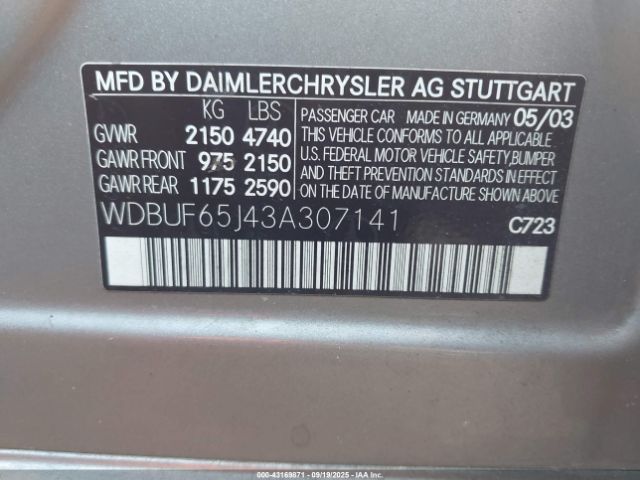 MFD BY DAIMLERCHRYSLER AG STUTTGART
KG LBS
GVWR 2150 4740
GAWR FRONT 975 2150
GAWR REAR 1175 2590
PASSENGER CAR MADE IN GERMANY 05/03
THIS VEHICLE CONFORMS TO ALL APPLICABLE
U.S. FEDERAL MOTOR VEHICLE SAFETY, BUMPER
AND THEFT PREVENTION STANDARDS IN EFFECT
ON THE DATE OF MANUFACTURE SHOWN ABOVE.
WDBUF65J43A307141
C723
43169871 (09/19/2025) IAA Holdings, LLC